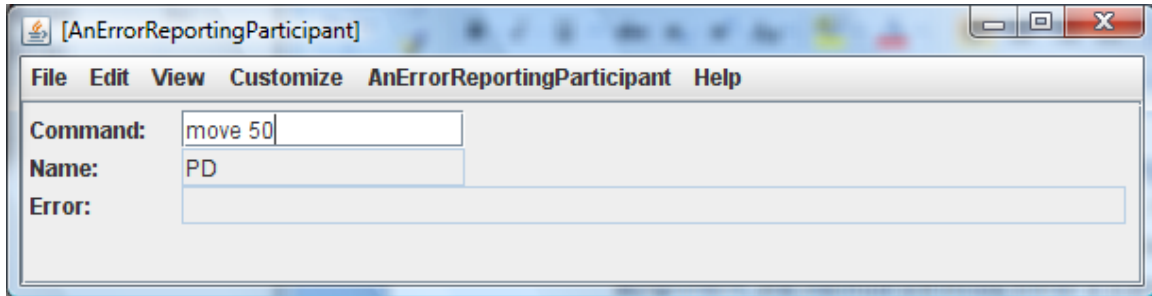 [AnErrorReportingParticipant]
File Edit View Customize AnErrorReportingParticipant Help
Command: move 50
Name: PD
Error: